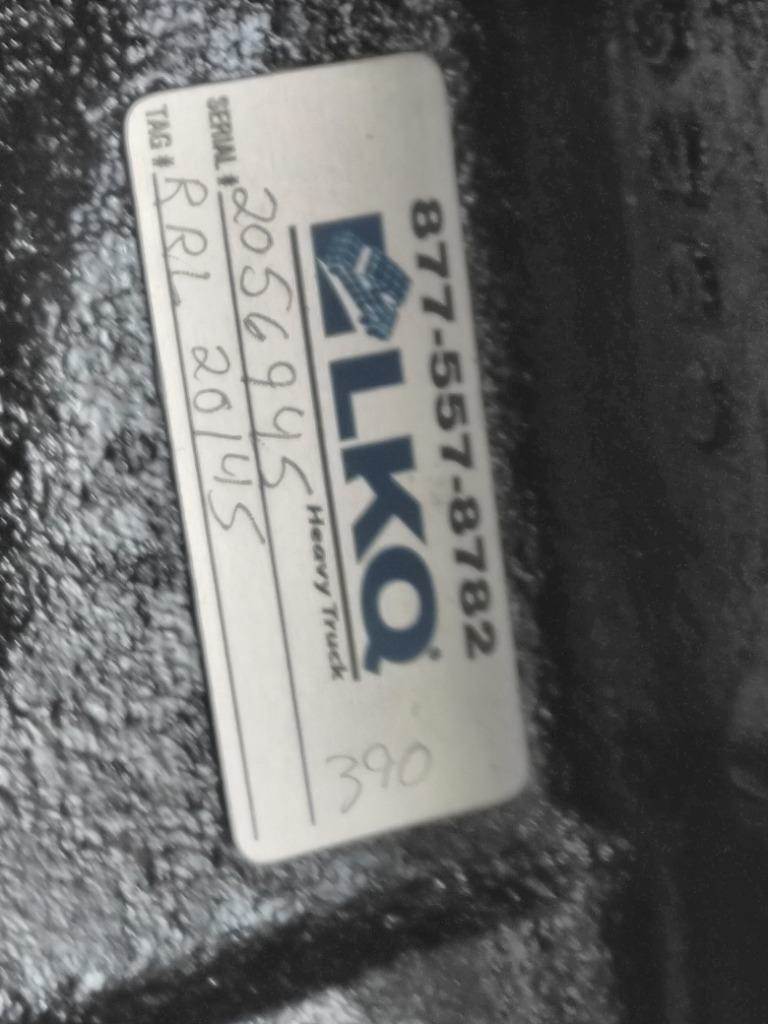 877-557-8782
LKQ
Heavy Truck
390
SERIAL # 2056945
TAG # RRL 20145